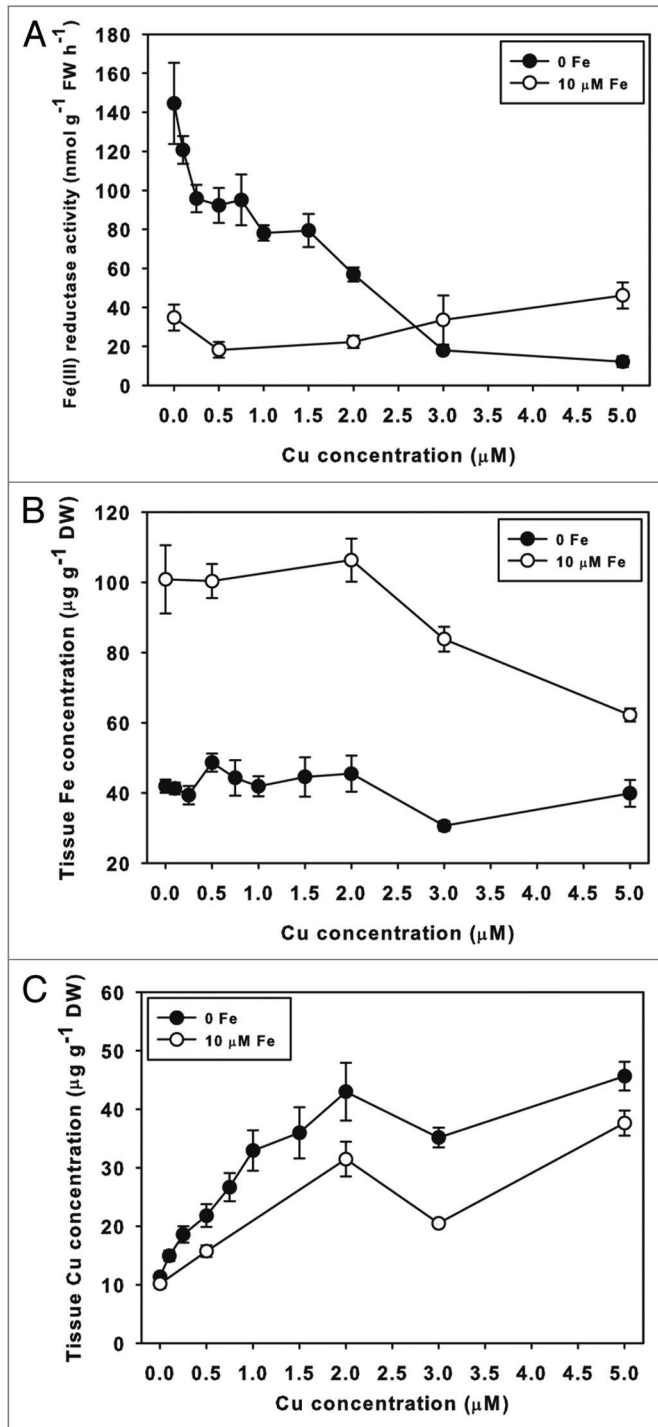 A
Fe(III) reductase activity (nmol g⁻¹ FW h⁻¹)
180
160
140
120
100
80
60
40
20
0
0 Fe
10 μM Fe
0.0 0.5 1.0 1.5 2.0 2.5 3.0 3.5 4.0 4.5 5.0
Cu concentration (μM)
B
Tissue Fe concentration (μg g⁻¹ DW)
120
100
80
60
40
20
0 Fe
10 μM Fe
0.0 0.5 1.0 1.5 2.0 2.5 3.0 3.5 4.0 4.5 5.0
Cu concentration (μM)
C
Tissue Cu concentration (μg g⁻¹ DW)
60
50
40
30
20
10
0
0 Fe
10 μM Fe
0.0 0.5 1.0 1.5 2.0 2.5 3.0 3.5 4.0 4.5 5.0
Cu concentration (μM)